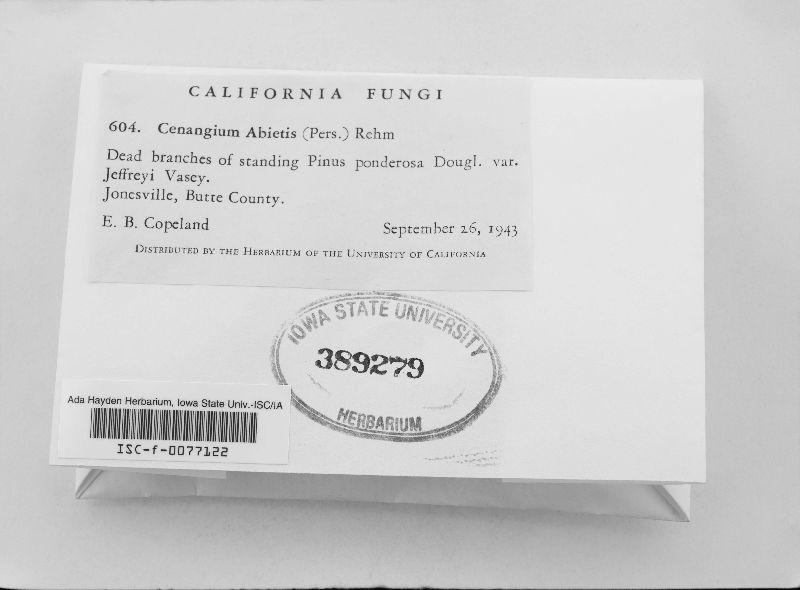 CALIFORNIA FUNGI
604. Cenangium Abietis (Pers.) Rehm
Dead branches of standing Pinus ponderosa Dougl. var.
Jeffreyi Vasey.
Jonesville, Butte County.
E. B. Copeland September 26, 1943
DISTRIBUTED BY THE HERBARIUM OF THE UNIVERSITY OF CALIFORNIA
IOWA STATE UNIVERSITY
389279
HERBARIUM
Ada Hayden Herbarium, Iowa State Univ.-ISC/IA
ISC-f-0077122